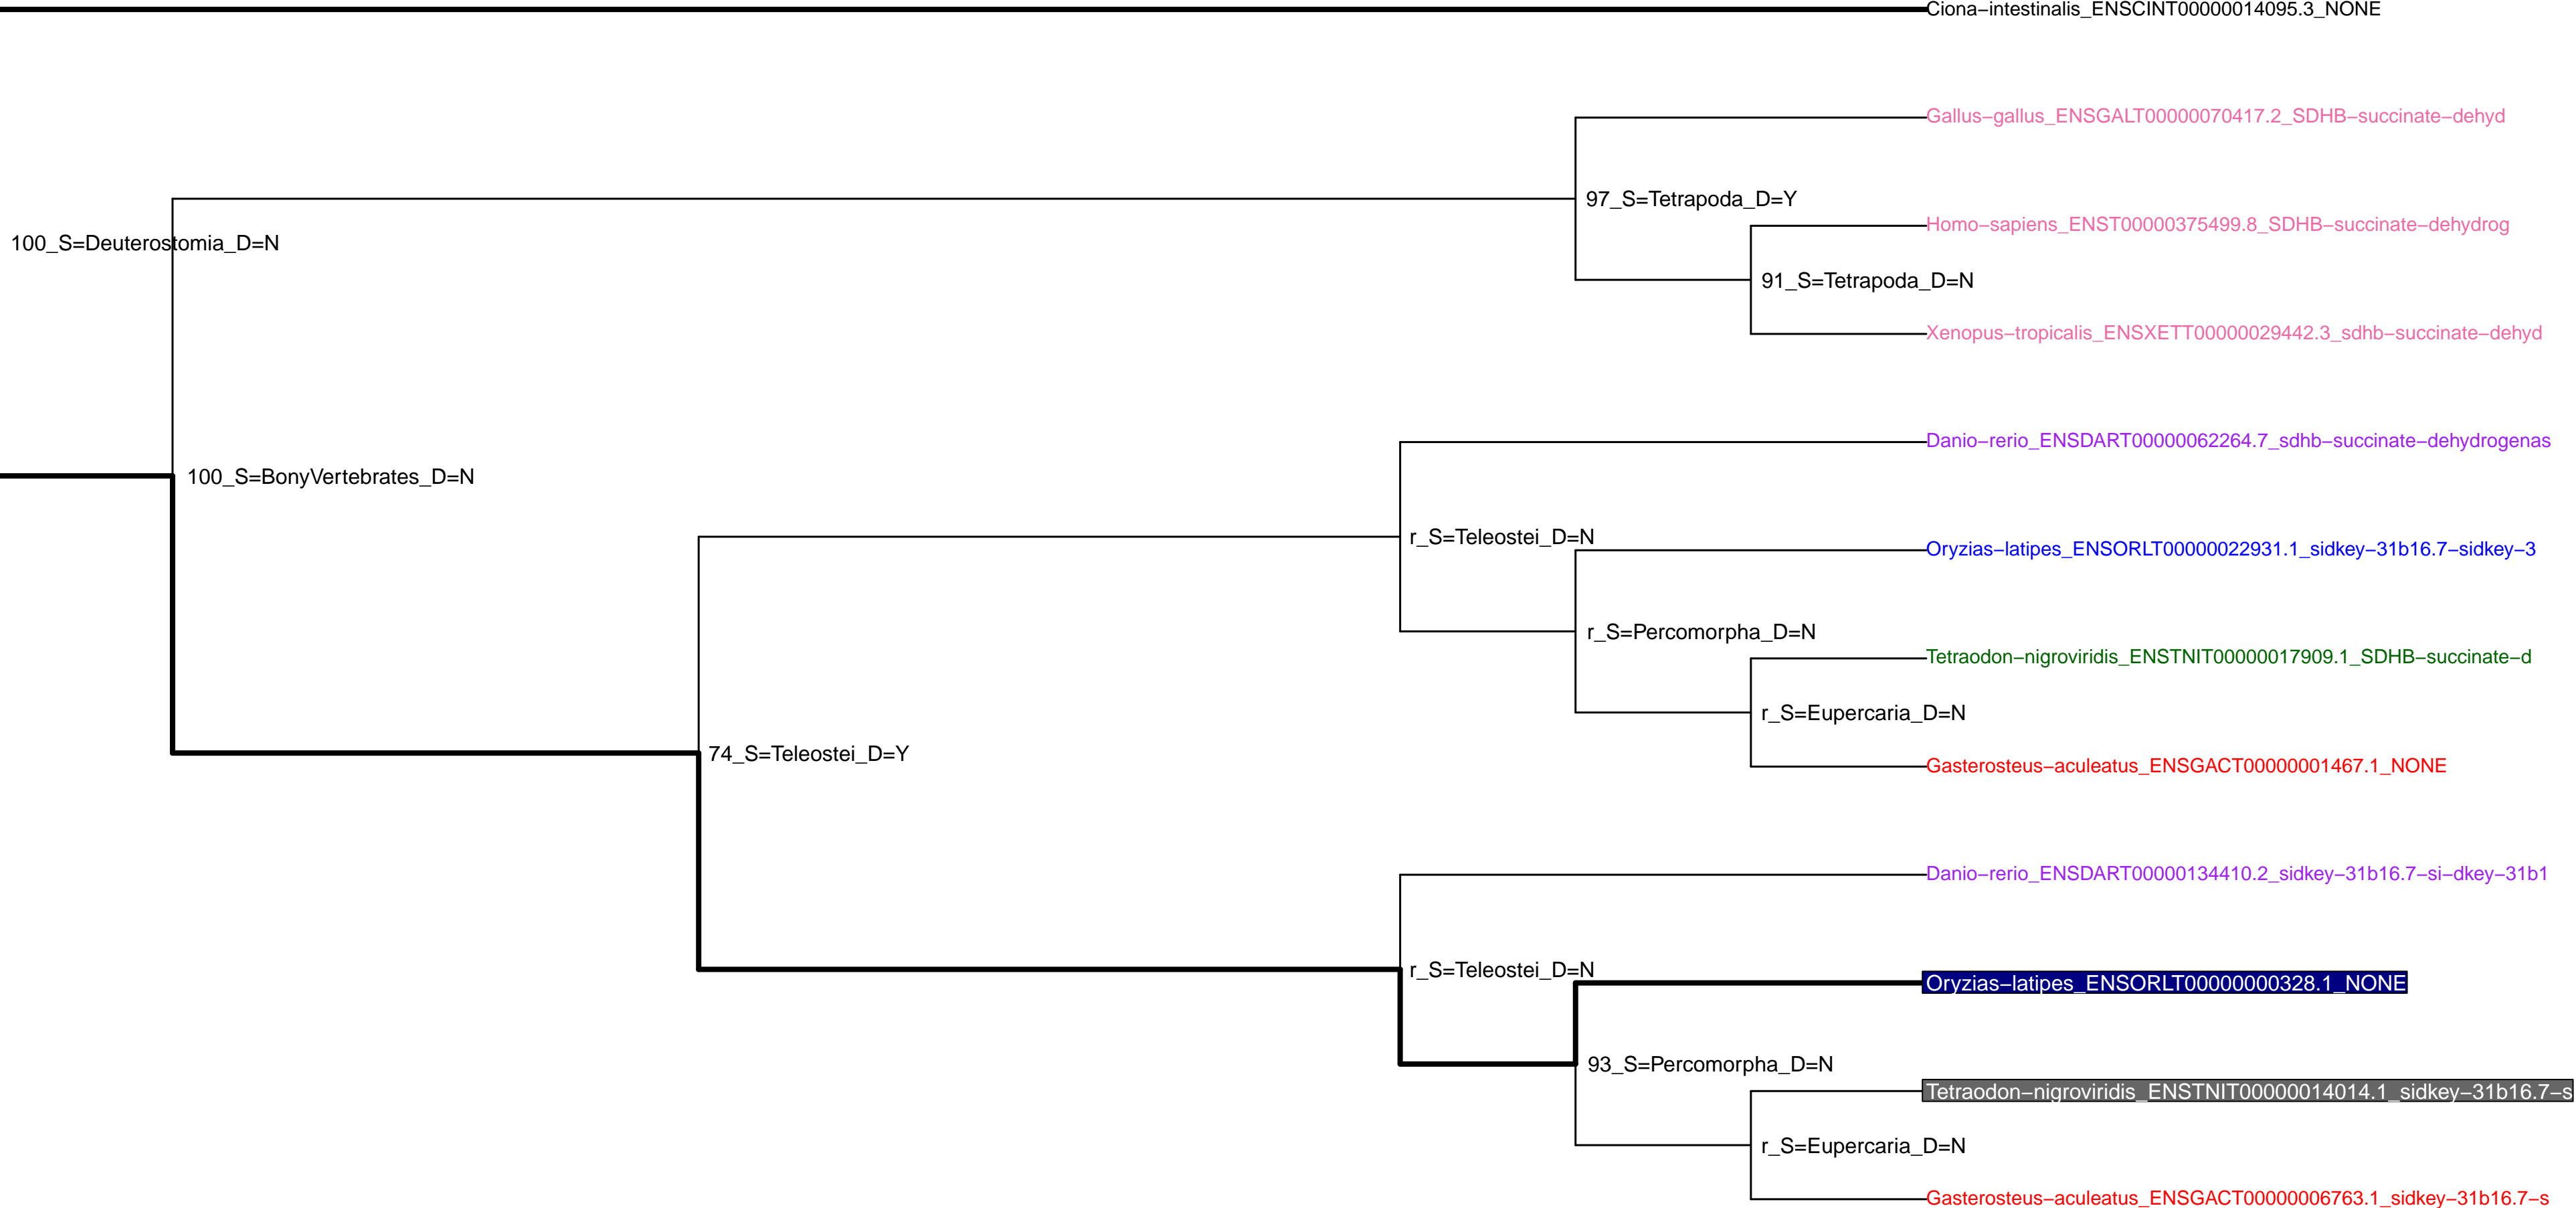 Ciona−intestinalis_ENSCINT00000014095.3_NONE
Gallus−gallus_ENSGALT00000070417.2_SDHB−succinate−dehyd
97_S=Tetrapoda_D=Y
Homo−sapiens_ENST00000375499.8_SDHB−succinate−dehydrog
100_S=Deuterostomia_D=N
91_S=Tetrapoda_D=N
Xenopus−tropicalis_ENSXETT00000029442.3_sdhb−succinate−dehyd
Danio−rerio_ENSDART00000062264.7_sdhb−succinate−dehydrogenas
100_S=BonyVertebrates_D=N
r_S=Teleostei_D=N
Oryzias−latipes_ENSORLT00000022931.1_sidkey−31b16.7−sidkey−3
r_S=Percomorpha_D=N
Tetraodon−nigroviridis_ENSTNIT00000017909.1_SDHB−succinate−d
r_S=Eupercaria_D=N
74_S=Teleostei_D=Y
Gasterosteus−aculeatus_ENSGACT00000001467.1_NONE
Danio−rerio_ENSDART00000134410.2_sidkey−31b16.7−si−dkey−31b1
r_S=Teleostei_D=N
Oryzias−latipes_ENSORLT00000000328.1_NONE
93_S=Percomorpha_D=N
Tetraodon−nigroviridis_ENSTNIT00000014014.1_sidkey−31b16.7−s
r_S=Eupercaria_D=N
Gasterosteus−aculeatus_ENSGACT00000006763.1_sidkey−31b16.7−s